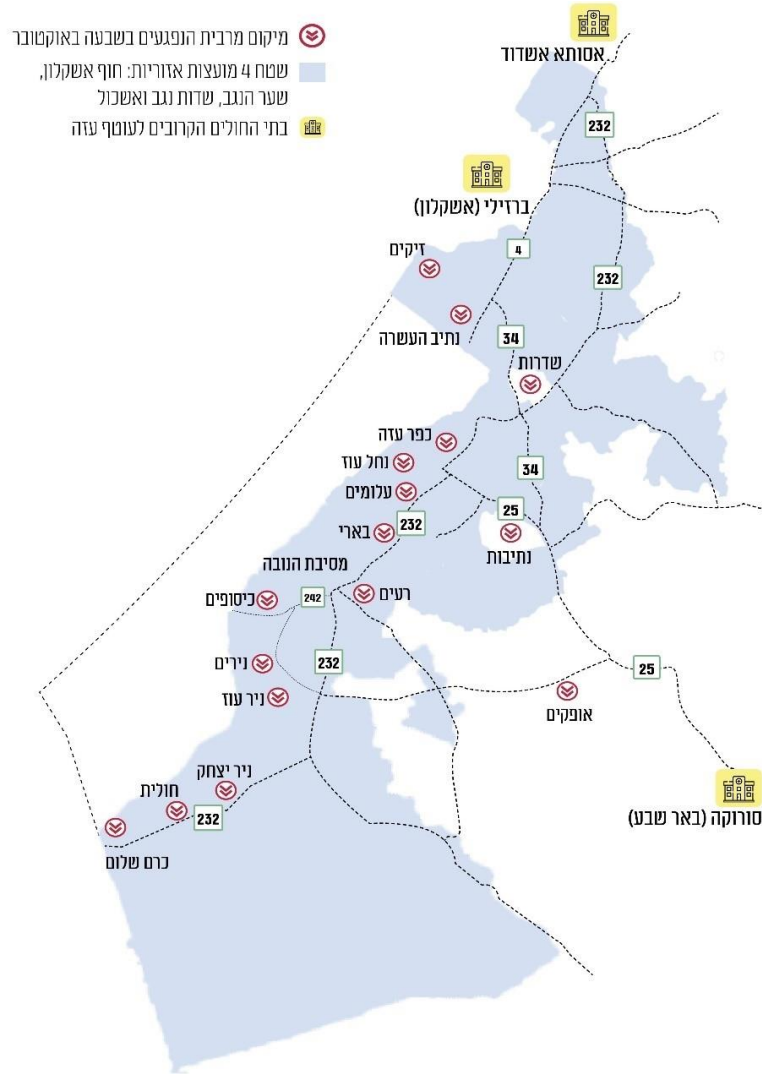 מיקום מרבית הנפגעים בשבעה באוקטובר
שטח 4 מועצות אזוריות: חוף אשקלון,
שער הנגב, שדות נגב ואשכול
בתי החולים הקרובים לעוטף עזה
אסותא אשדוד
232
ברזילי (אשקלון)
זיקים
4
232
נתיב העשרה
34
שדרות
כפר עזה
נחל עוז
34
עלומים
25
232
בארי
נתיבות
מסיבת הנובה
רעים
242
כיסופים
נירים
232
25
ניר עוז
אופקים
ניר יצחק
חולית
232
סורוקה (באר שבע)
כרם שלום